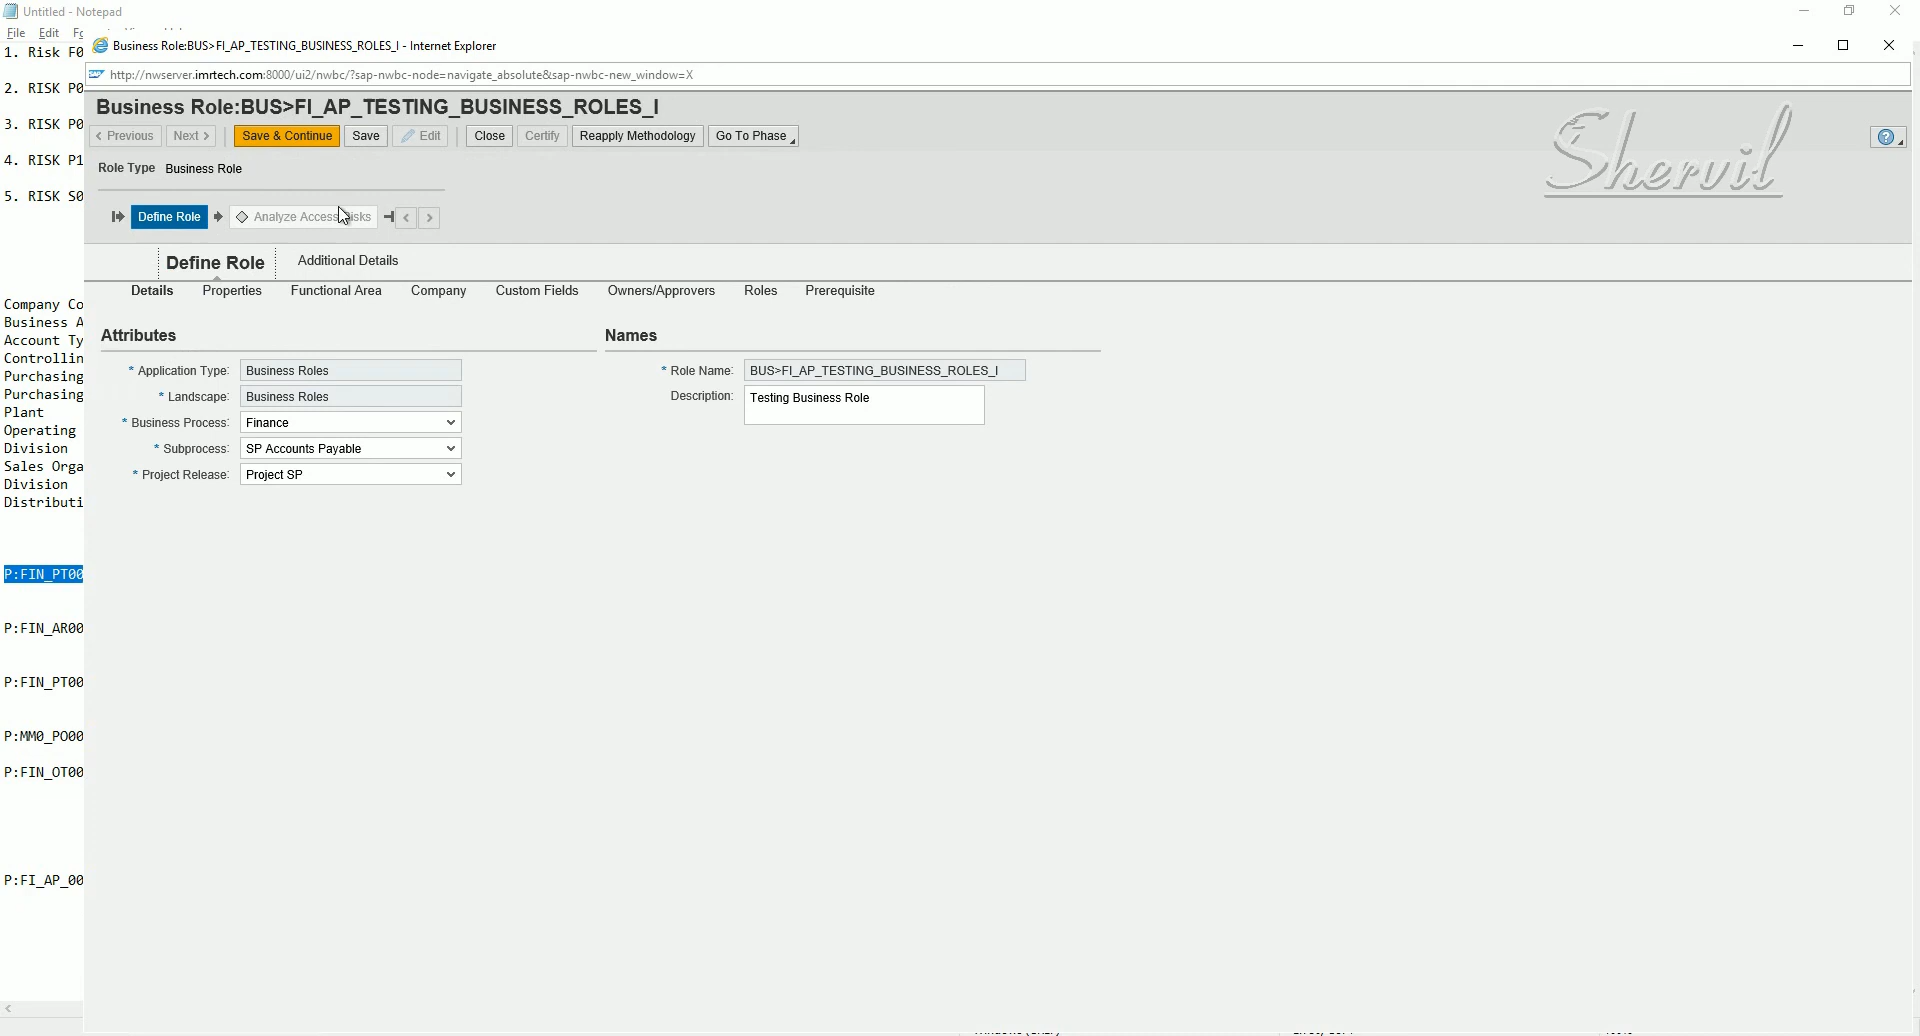 Untitled - Notepad
File Edit
1. Risk F0
2. RISK P0
3. RISK P0
4. RISK P1
5. RISK S0
Company Co
Business A
Account Ty
Controllin
Purchasing
Purchasing
Plant
Operating
Division
Sales Orga
Division
Distributi
P:FIN_PT00
P:FIN_AR00
P:FIN_PT00
P:MM0_PO00
P:FIN_OT00
P:FI_AP_00
Business Role:BUS>FI_AP_TESTING_BUSINESS_ROLES_I - Internet Explorer
http://nwserver.imrtech.com:8000/ui2/nwbc/?sap-nwbc-node=navigate_absolute&sap-nwbc-new_window=X
Business Role:BUS>FI_AP_TESTING_BUSINESS_ROLES_I
< Previous Next > Save & Continue Save Edit Close Certify Reapply Methodology Go To Phase
Shervil
Role Type Business Role
Define Role Analyze Access Risks
Define Role Additional Details
Details Properties Functional Area Company Custom Fields Owners/Approvers Roles Prerequisite
Attributes
* Application Type: Business Roles
* Landscape: Business Roles
* Business Process: Finance
* Subprocess: SP Accounts Payable
* Project Release: Project SP
Names
* Role Name: BUS>FI_AP_TESTING_BUSINESS_ROLES_I
Description: Testing Business Role